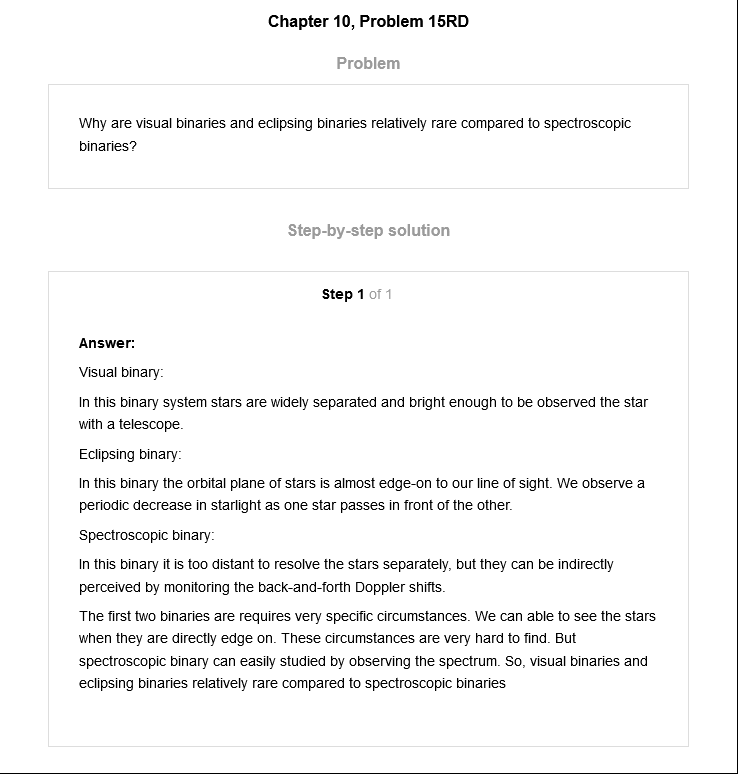 Chapter 10, Problem 15RD
Problem
Why are visual binaries and eclipsing binaries relatively rare compared to spectroscopic
binaries?
Step-by-step solution
Step 1 of 1
Answer:
Visual binary:
In this binary system stars are widely separated and bright enough to be observed the star
with a telescope.
Eclipsing binary:
In this binary the orbital plane of stars is almost edge-on to our line of sight. We observe a
periodic decrease in starlight as one star passes in front of the other.
Spectroscopic binary:
In this binary it is too distant to resolve the stars separately, but they can be indirectly
perceived by monitoring the back-and-forth Doppler shifts.
The first two binaries are requires very specific circumstances. We can able to see the stars
when they are directly edge on. These circumstances are very hard to find. But
spectroscopic binary can easily studied by observing the spectrum. So, visual binaries and
eclipsing binaries relatively rare compared to spectroscopic binaries